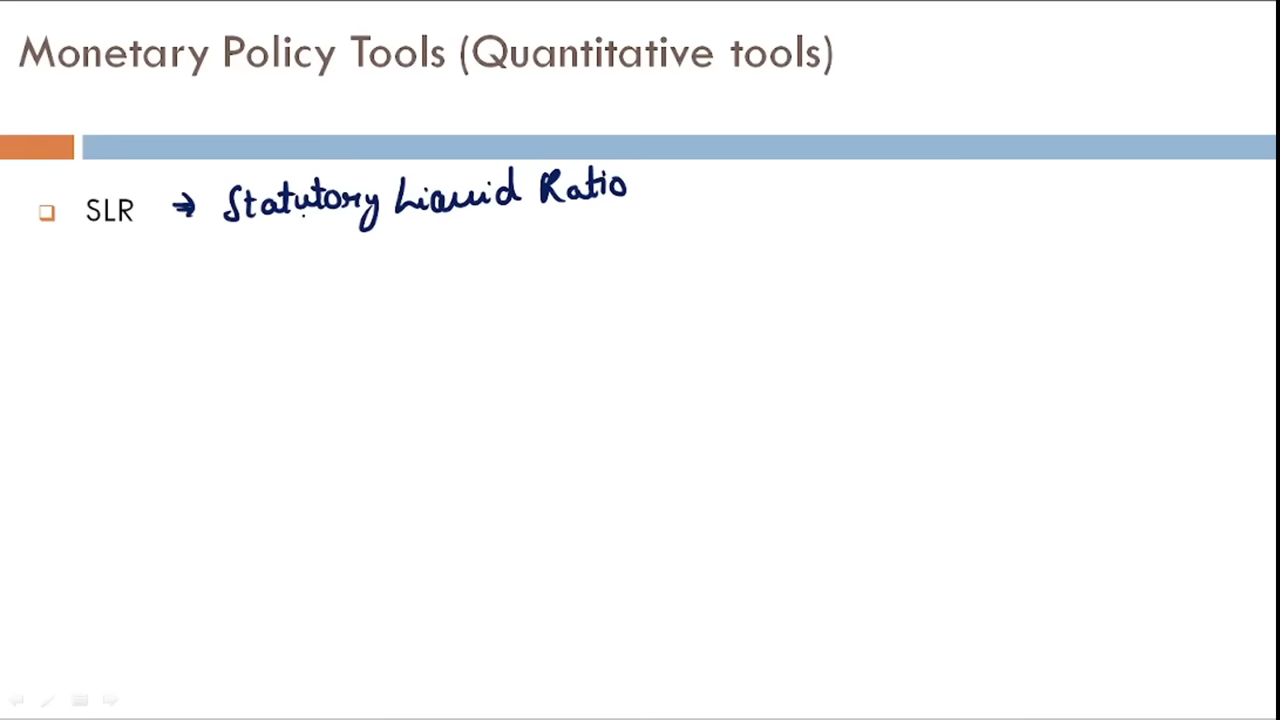 Monetary Policy Tools (Quantitative tools)
SLR → Statutory Liquid Ratio